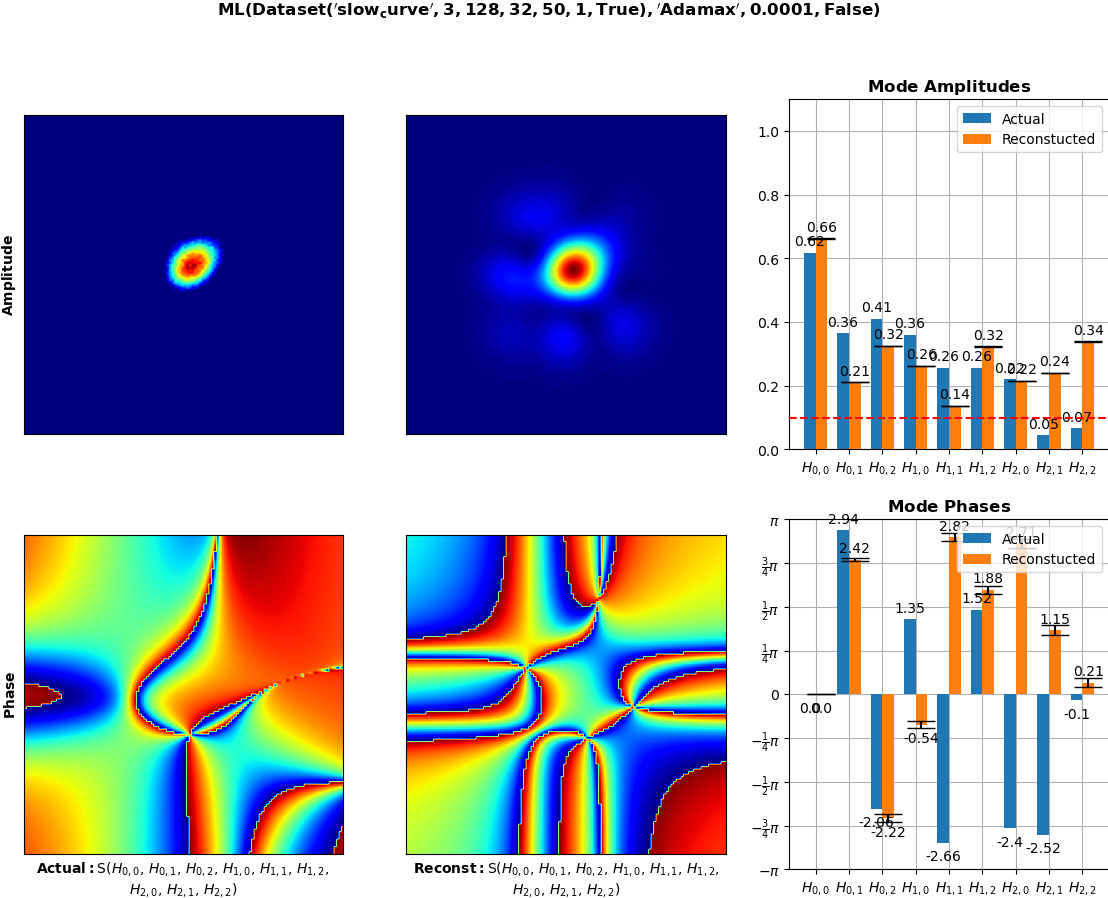 ML(Dataset('slow_curve', 3, 128, 32, 50, 1, True), 'Adamax', 0.0001, False)
Amplitude
Mode Amplitudes
Actual
Reconstucted
1.0
0.8
0.6
0.4
0.2
0.0
0.62 0.66
0.36 0.21
0.41 0.32
0.36 0.26
0.26 0.14
0.26 0.32
0.22 0.22
0.05 0.24
0.07 0.34
H0,0 H0,1 H0,2 H1,0 H1,1 H1,2 H2,0 H2,1 H2,2
Phase
Mode Phases
Actual
Reconstucted
π
3/4π
1/2π
1/4π
0
−1/4π
−1/2π
−3/4π
−π
0.0 0.0
2.94 2.42
-2.06 -2.22
1.35 -0.54
-2.66 2.82
1.52 1.88
-2.4 2.71
-2.52 1.15
-0.1 0.21
H0,0 H0,1 H0,2 H1,0 H1,1 H1,2 H2,0 H2,1 H2,2
Actual: S(H0,0, H0,1, H0,2, H1,0, H1,1, H1,2,
H2,0, H2,1, H2,2)
Reconst: S(H0,0, H0,1, H0,2, H1,0, H1,1, H1,2,
H2,0, H2,1, H2,2)